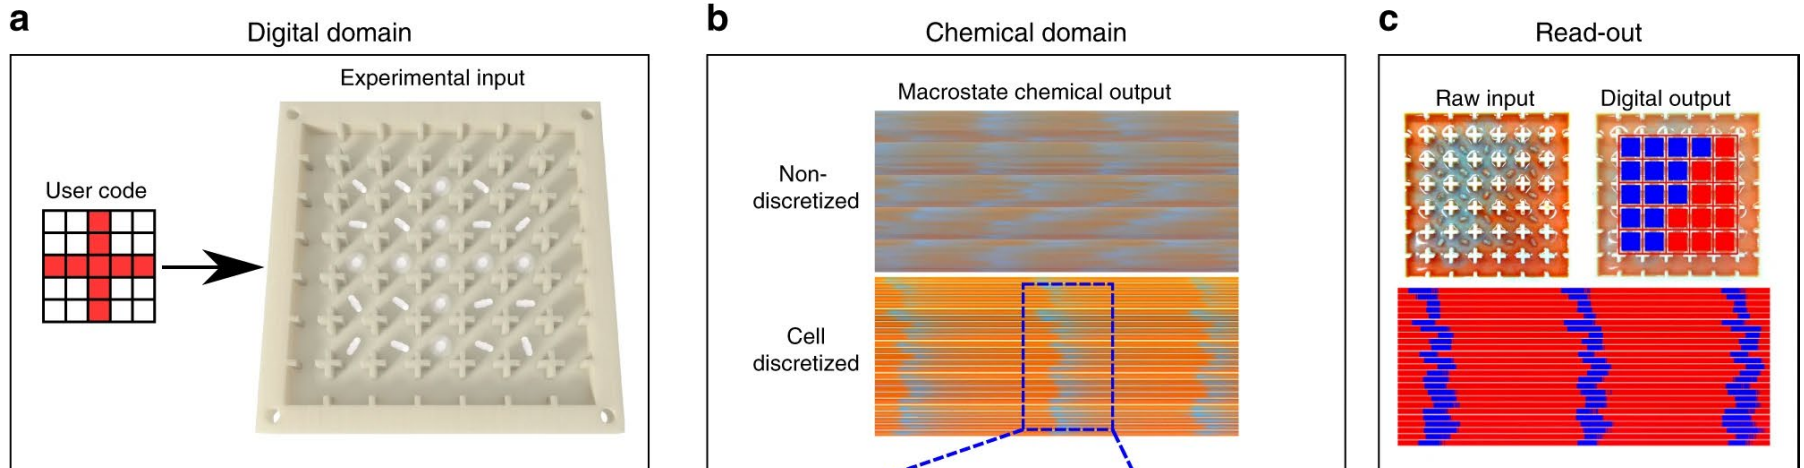 a
Digital domain
Experimental input
User code
b
Chemical domain
Macrostate chemical output
Non-
discretized
Cell
discretized
c
Read-out
Raw input
Digital output